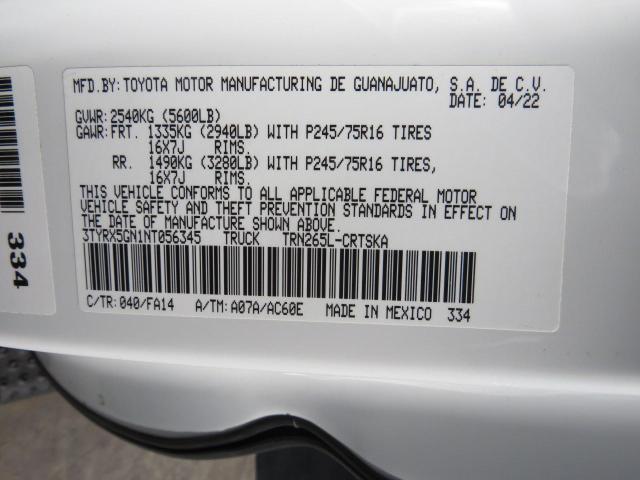 MFD.BY: TOYOTA MOTOR MANUFACTURING DE GUANAJUATO, S.A. DE C.V.
DATE: 04/22
GVWR: 2540KG (5600LB)
GAWR: FRT. 1335KG (2940LB) WITH P245/75R16 TIRES
16X7J RIMS.
RR. 1490KG (3280LB) WITH P245/75R16 TIRES,
16X7J RIMS.
THIS VEHICLE CONFORMS TO ALL APPLICABLE FEDERAL MOTOR
VEHICLE SAFETY AND THEFT PREVENTION STANDARDS IN EFFECT ON
THE DATE OF MANUFACTURE SHOWN ABOVE.
3TYRX5GN1NT056345 TRUCK TRN265L-CRTSKA
C/TR: 040/FA14 A/TM: A07A/AC60E MADE IN MEXICO 334
334